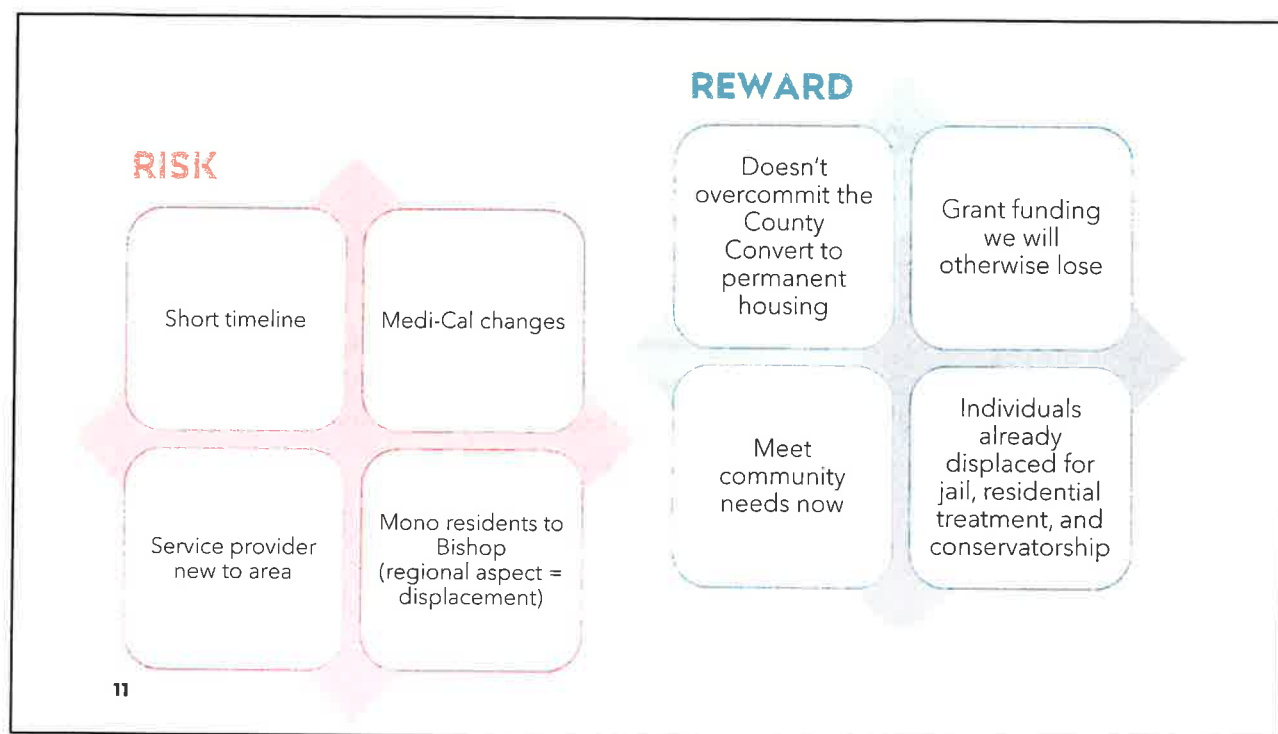 RISK
Short timeline
Medi-Cal changes
Service provider
new to area
Mono residents to
Bishop
(regional aspect =
displacement)
REWARD
Doesn't
overcommit the
County
Convert to
permanent
housing
Grant funding
we will
otherwise lose
Meet
community
needs now
Individuals
already
displaced for
jail, residential
treatment, and
conservatorship
11